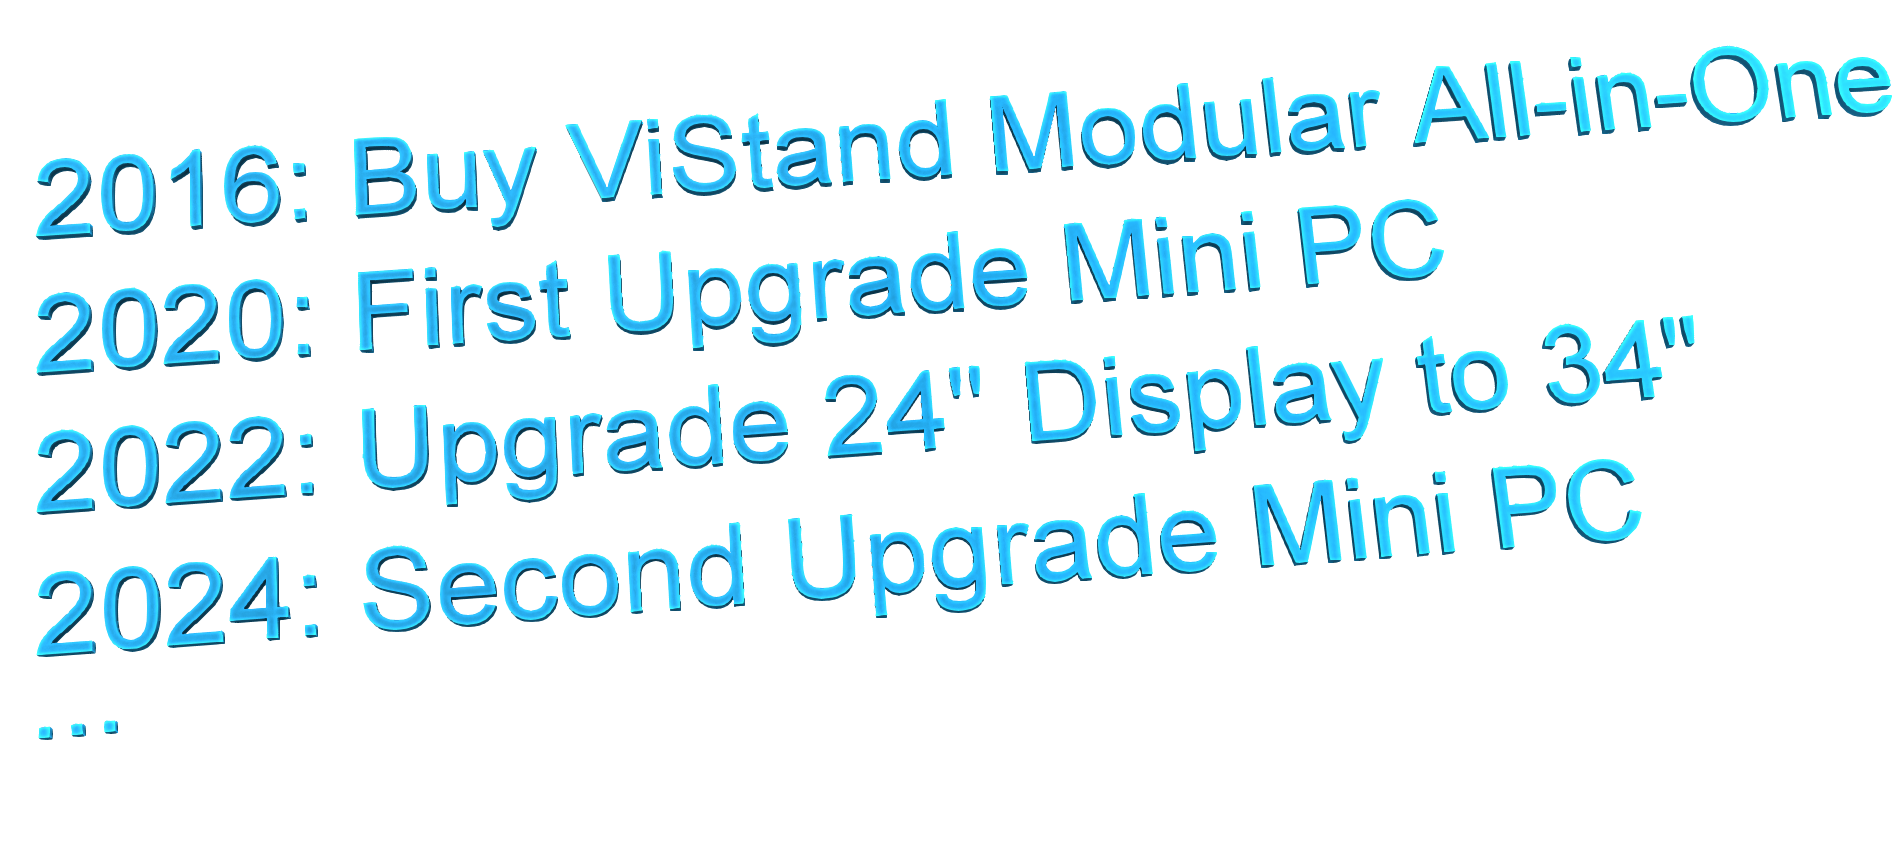 2016: Buy ViStand Modular All-in-One
2020: First Upgrade Mini PC
2022: Upgrade 24" Display to 34"
2024: Second Upgrade Mini PC
...